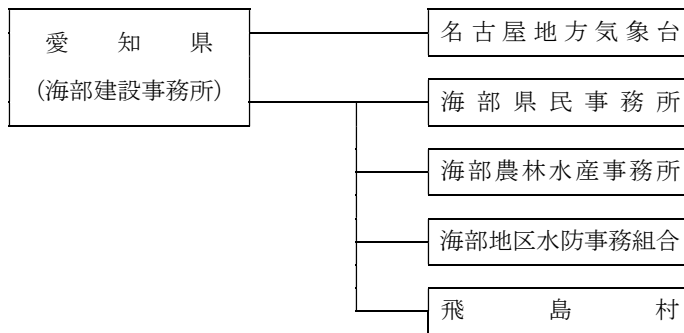 愛知県
(海部建設事務所)
名古屋地方気象台
海部県民事務所
海部農林水産事務所
海部地区水防事務組合
飛島村